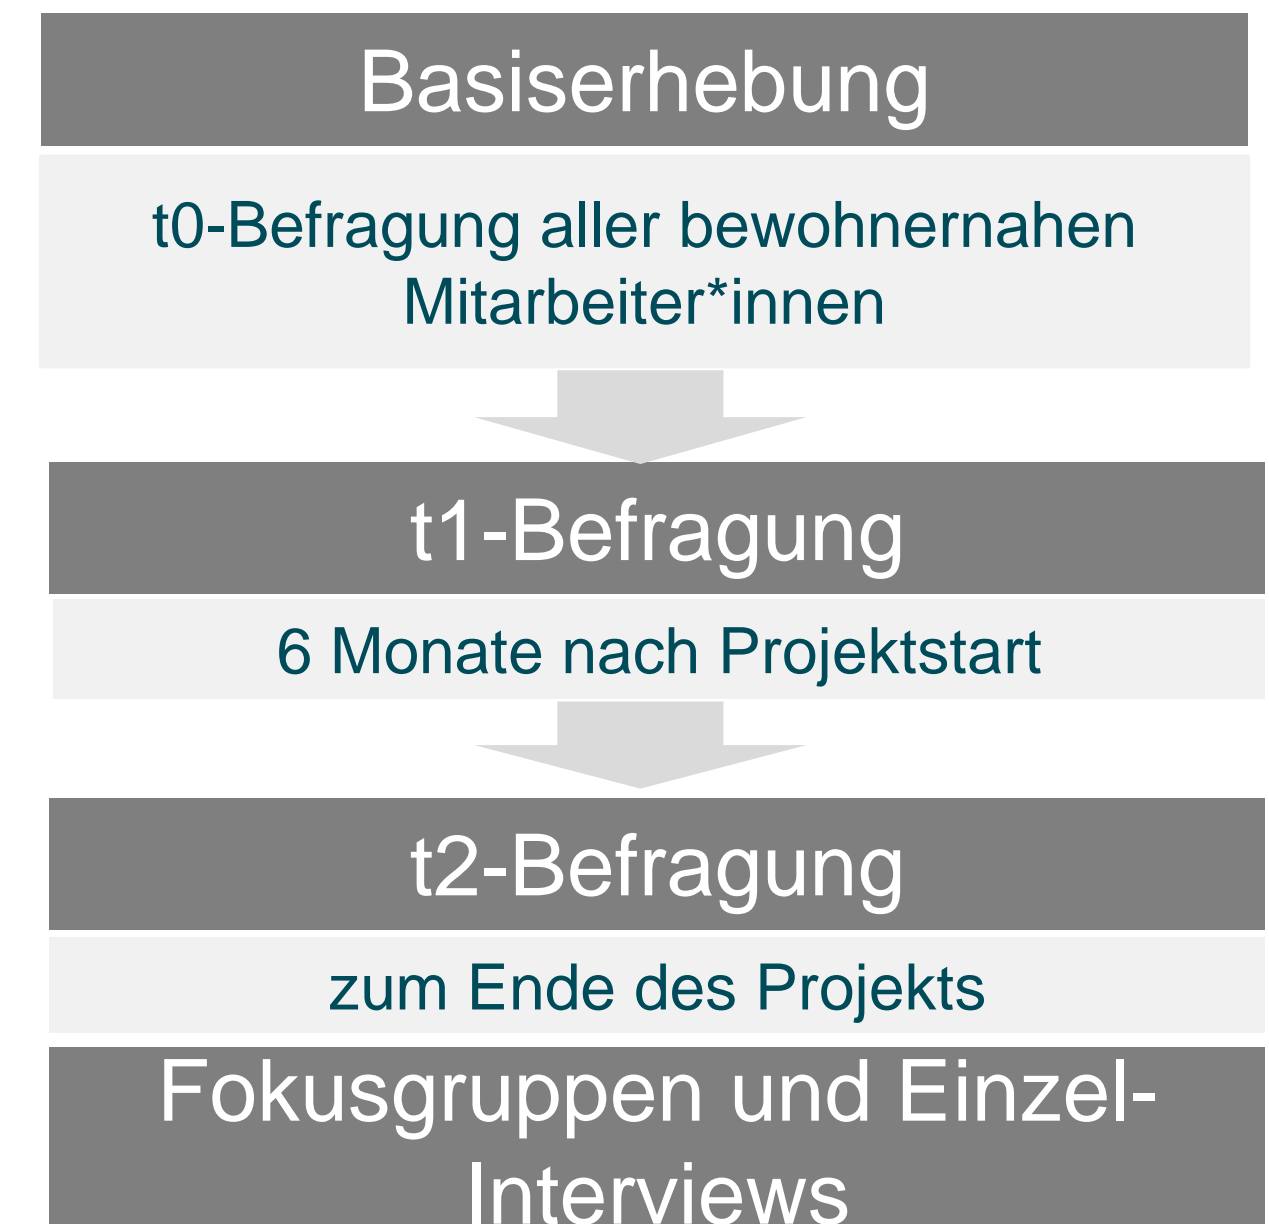 Basiserhebung
t0-Befragung aller bewohnernahen
Mitarbeiter*innen
t1-Befragung
6 Monate nach Projektstart
t2-Befragung
zum Ende des Projekts
Fokusgruppen und Einzel-
Interviews